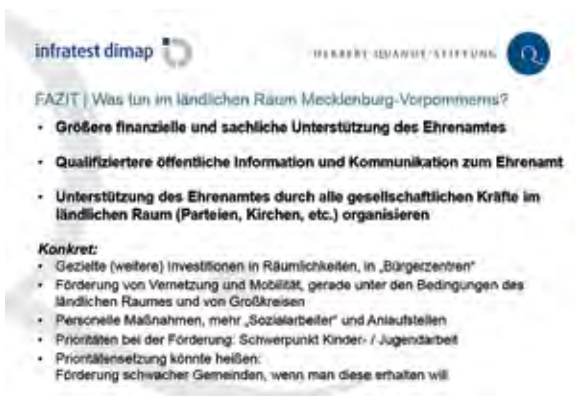 infratest dimap
HERBERT QUANDT-STIFTUNG
FAZIT | Was tun im ländlichen Raum Mecklenburg-Vorpommerns?
• Größere finanzielle und sachliche Unterstützung des Ehrenamtes
• Qualifiziertere öffentliche Information und Kommunikation zum Ehrenamt
• Unterstützung des Ehrenamtes durch alle gesellschaftlichen Kräfte im
ländlichen Raum (Parteien, Kirchen, etc.) organisieren
Konkret:
• Gezielte (weitere) Investitionen in Räumlichkeiten, in „Bürgerzentren“
• Förderung von Vernetzung und Mobilität, gerade unter den Bedingungen des
ländlichen Raumes und von Großkreisen
• Personelle Maßnahmen, mehr „Sozialarbeiter“ und Anlaufstellen
• Prioritäten bei der Förderung: Schwerpunkt Kinder- / Jugendarbeit
• Prioritätensetzung könnte heißen:
Förderung schwacher Gemeinden, wenn man diese erhalten will